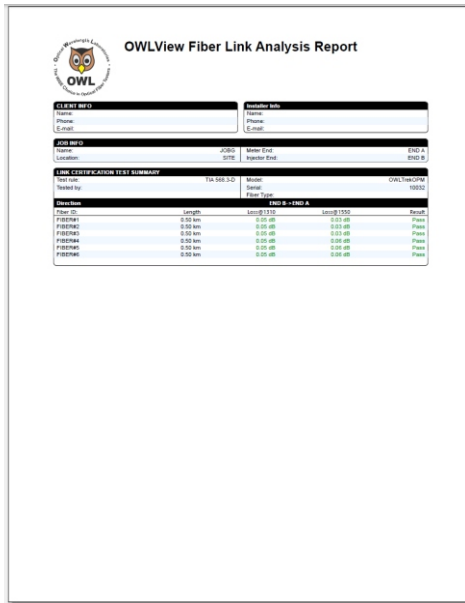 OWLView Fiber Link Analysis Report
OWL
CLIENT INFO
Name:
Phone:
E-mail:
Installer Info
Name:
Phone:
E-mail:
JOB INFO
Name: JOBG
Location: SITE
Meter End: END A
Injector End: END B
LINK CERTIFICATION TEST SUMMARY
Test rule: TIA 568.3-D
Tested by:
Model: OWLTrekOPM
Serial: 10032
Fiber Type:
Direction END B->END A
Fiber ID: Length Loss@1310 Loss@1550 Result
FIBER#1 0.50 km 0.05 dB 0.03 dB Pass
FIBER#2 0.50 km 0.05 dB 0.03 dB Pass
FIBER#3 0.50 km 0.05 dB 0.03 dB Pass
FIBER#4 0.50 km 0.05 dB 0.06 dB Pass
FIBER#5 0.50 km 0.05 dB 0.06 dB Pass
FIBER#6 0.50 km 0.05 dB 0.06 dB Pass